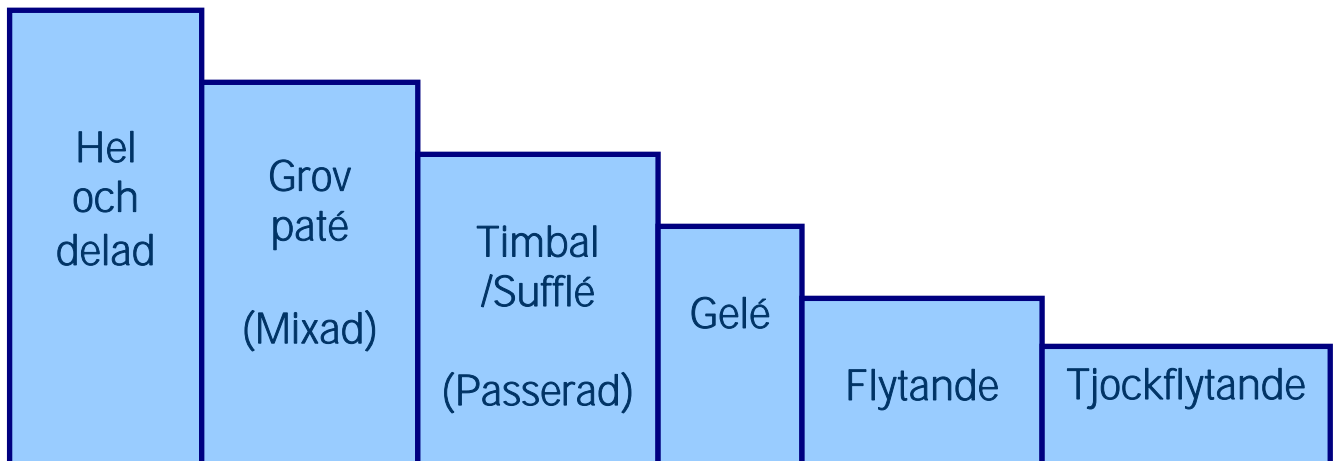 Hel
och
delad
Grov
paté
(Mixad)
Timbal
/Sufflé
(Passerad)
Gelé
Flytande
Tjockflytande